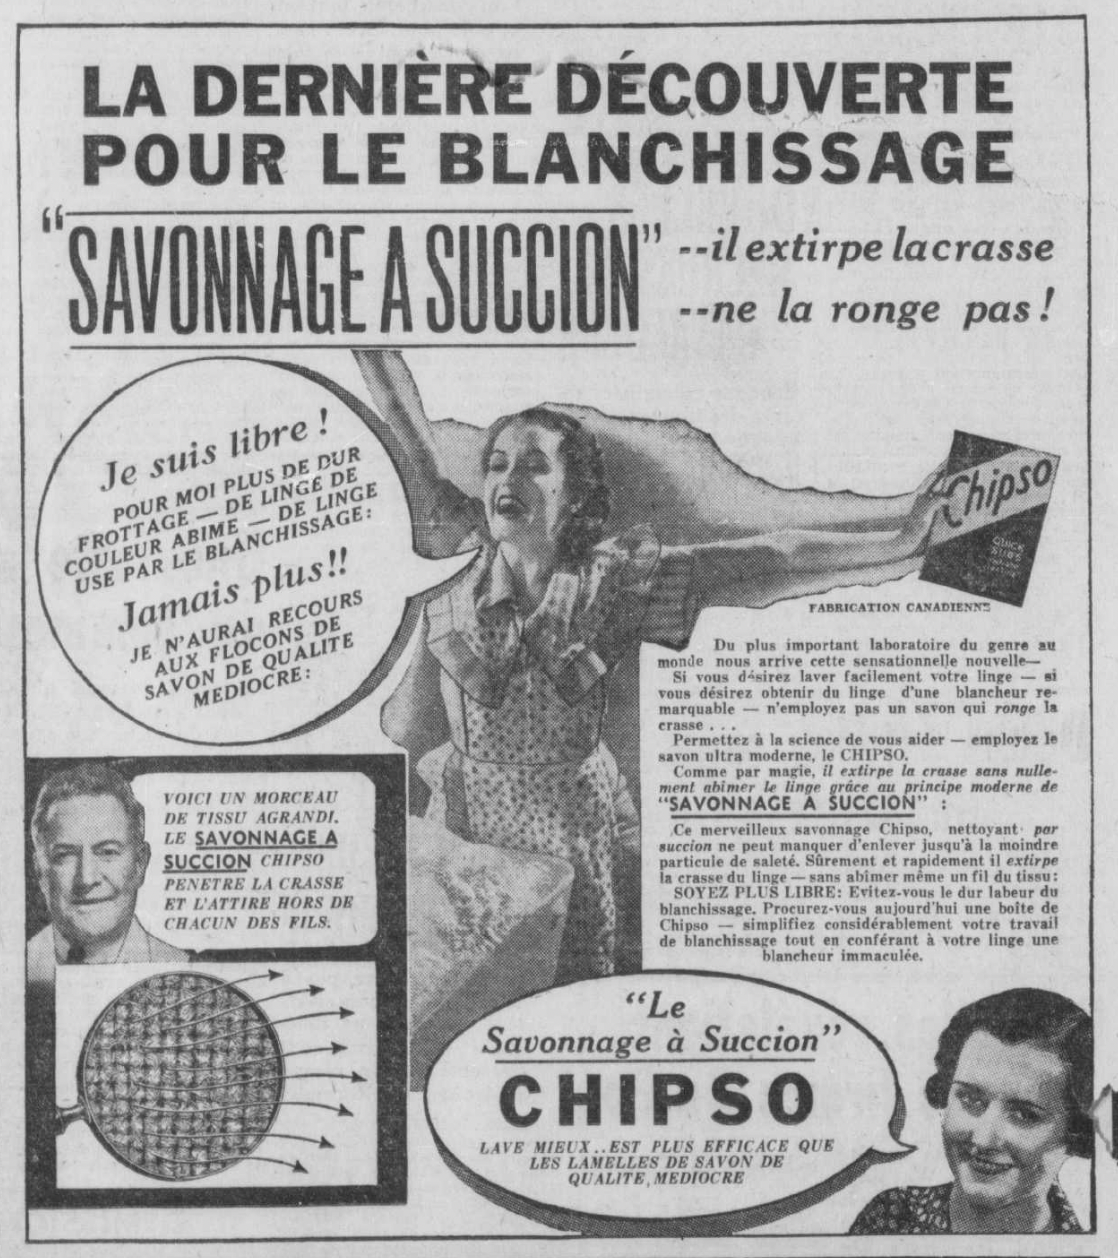 LA DERNIÈRE DÉCOUVERTE
POUR LE BLANCHISSAGE
"SAVONNAGE A SUCCION"
--il extirpe la crasse
--ne la ronge pas!
Je suis libre!
POUR MOI PLUS DE DUR
FROTTAGE — DE LINGE DE
COULEUR ABIME — DE LINGE
USE PAR LE BLANCHISSAGE:
Jamais plus!!
JE N'AURAI RECOURS
AUX FLOCONS DE
SAVON DE QUALITE
MEDIOCRE:
Chipso
QUICK
SUDS
FABRICATION CANADIENNE
Du plus important laboratoire du genre au
monde nous arrive cette sensationnelle nouvelle—
Si vous désirez laver facilement votre linge — si
vous désirez obtenir du linge d'une blancheur re-
marquable — n'employez pas un savon qui ronge la
crasse . . .
Permettez à la science de vous aider — employez le
savon ultra moderne, le CHIPSO.
Comme par magie, il extirpe la crasse sans nulle-
ment abîmer le linge grâce au principe moderne de
"SAVONNAGE A SUCCION" :
Ce merveilleux savonnage Chipso, nettoyant par
succion ne peut manquer d'enlever jusqu'à la moindre
particule de saleté. Sûrement et rapidement il extirpe
la crasse du linge — sans abîmer même un fil du tissu:
SOYEZ PLUS LIBRE: Evitez-vous le dur labeur du
blanchissage. Procurez-vous aujourd'hui une boîte de
Chipso — simplifiez considérablement votre travail
de blanchissage tout en conférant à votre linge une
blancheur immaculée.
VOICI UN MORCEAU
DE TISSU AGRANDI.
LE SAVONNAGE A
SUCCION CHIPSO
PENETRE LA CRASSE
ET L'ATTIRE HORS DE
CHACUN DES FILS.
"Le
Savonnage à Succion"
CHIPSO
LAVE MIEUX..EST PLUS EFFICACE QUE
LES LAMELLES DE SAVON DE
QUALITE MEDIOCRE